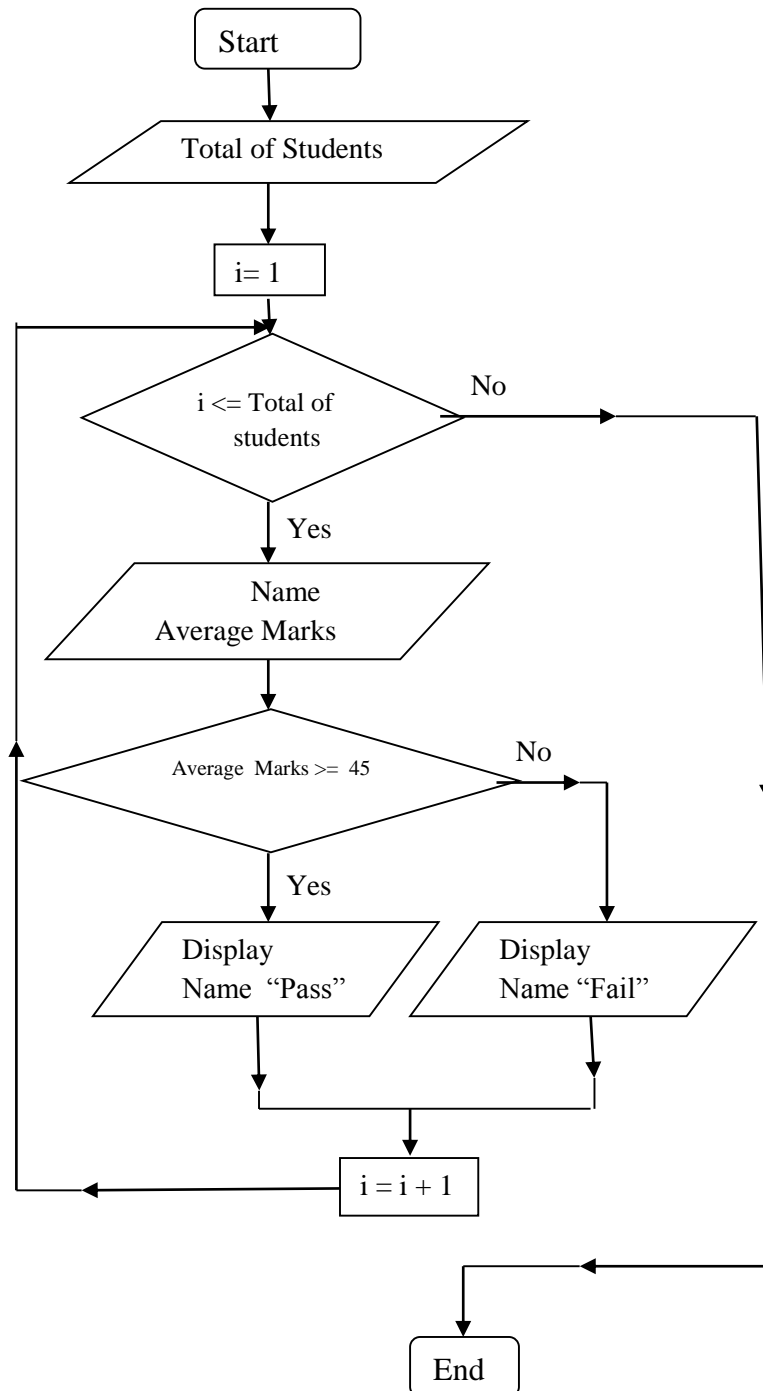 Start
Total of Students
i= 1
i <= Total of
students
No
Yes
Name
Average Marks
Average Marks >= 45
No
Yes
Display
Name “Pass”
Display
Name “Fail”
i = i + 1
End